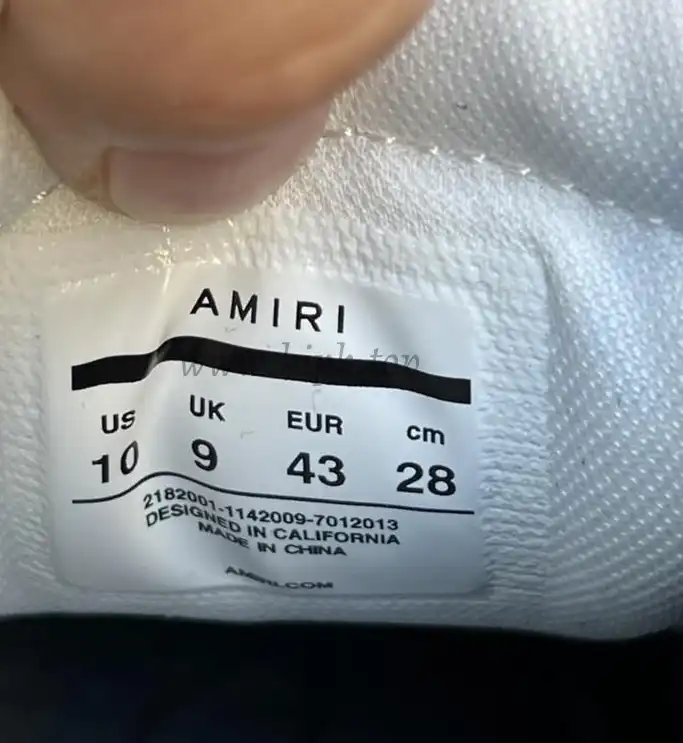 AMIRI
US UK EUR cm
10 9 43 28
2182001-1142009-7012013
DESIGNED IN CALIFORNIA
MADE IN CHINA
AMIRI.COM